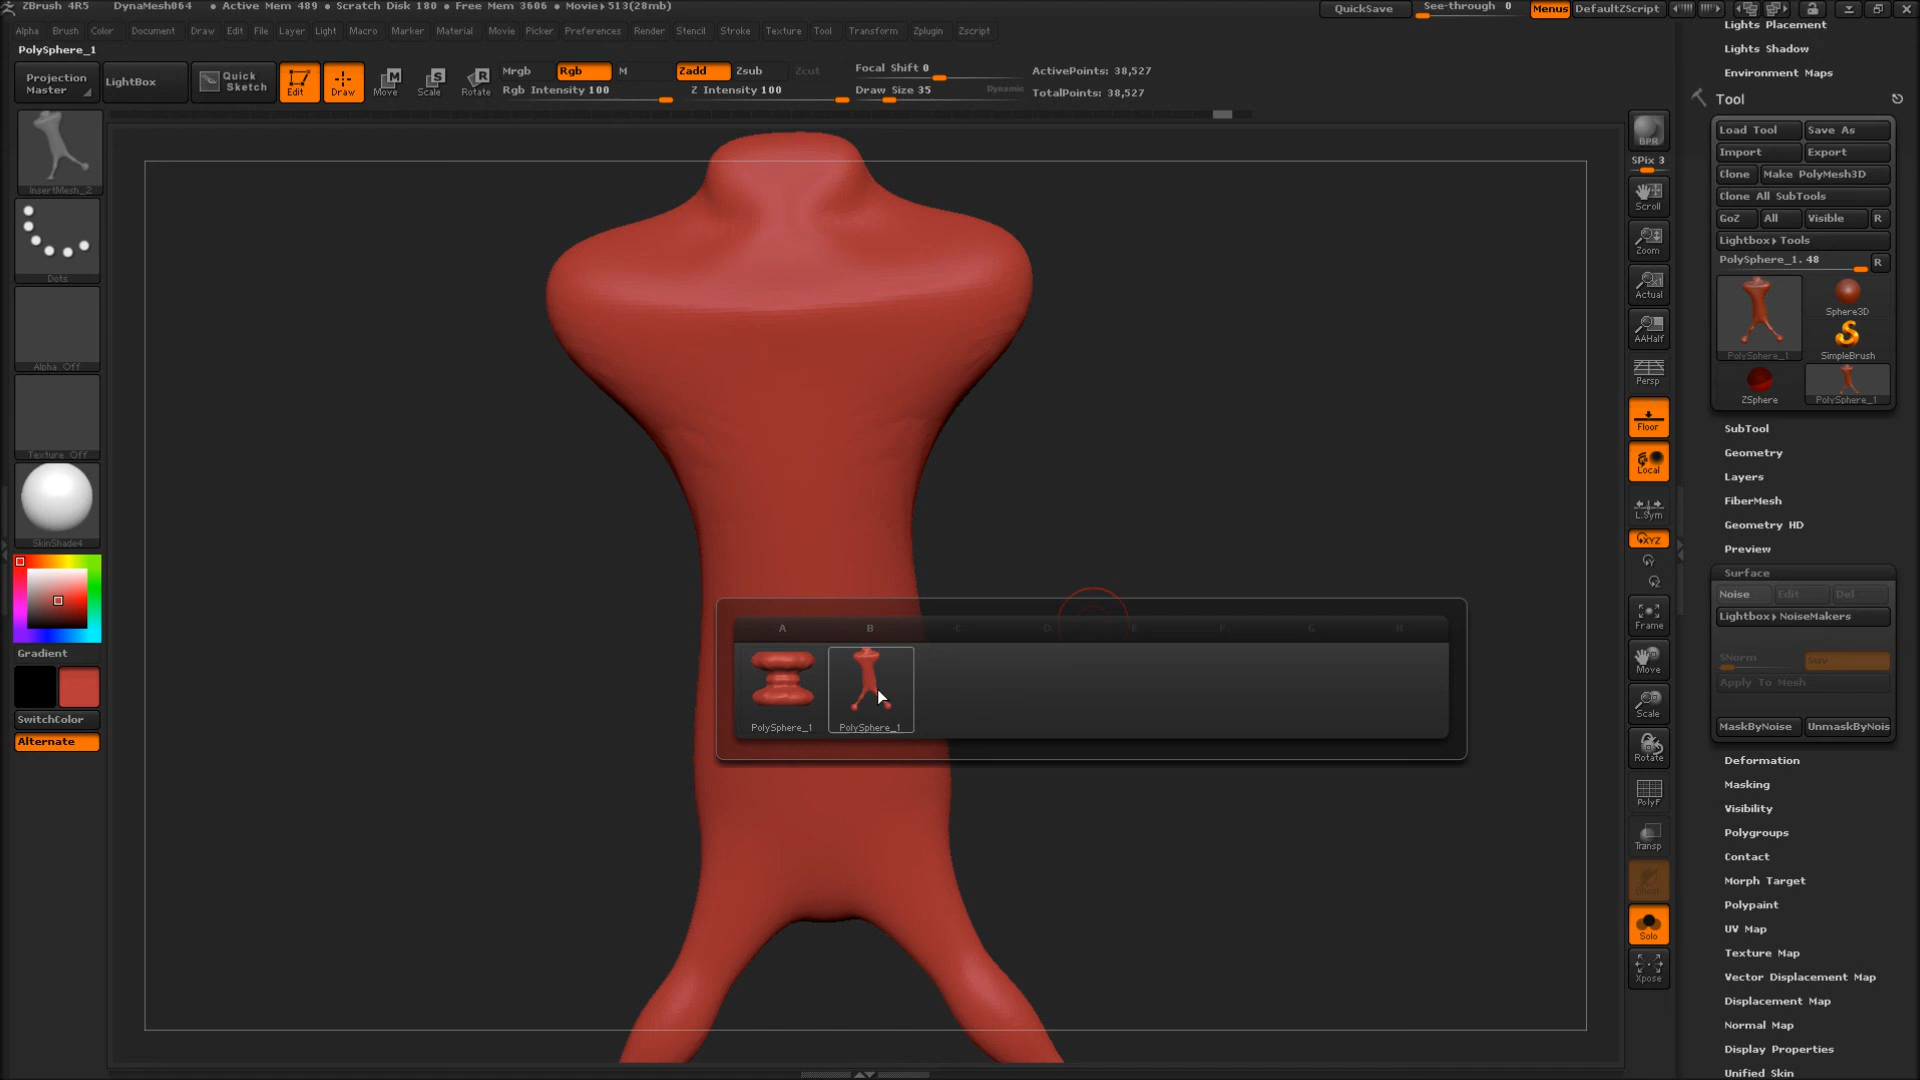 ZBrush 4R5 DynaMesh064 • Active Mem 489 • Scratch Disk 180 • Free Mem 3606 • Movie▸513(28mb) QuickSave See-through 0 Menus DefaultZScript
Alpha Brush Color Document Draw Edit File Layer Light Macro Marker Material Movie Picker Preferences Render Stencil Stroke Texture Tool Transform Zplugin Zscript
PolySphere_1
Projection Master
LightBox
Quick Sketch
Edit
Draw
Move
Scale
Rotate
Mrgb Rgb M
Rgb Intensity 100
Zadd Zsub Zcut
Z Intensity 100
Focal Shift 0
Draw Size 35
Dynamic
ActivePoints: 38,527
TotalPoints: 38,527
InsertMesh_2
Dots
Alpha Off
Texture Off
SkinShade4
Gradient
SwitchColor
Alternate
A B C D E F G H
PolySphere_1 PolySphere_1
BPR
SPix 3
Scroll
Zoom
Actual
AAHalf
Persp
Floor
Local
L.Sym
XYZ
Y
Z
Frame
Move
Scale
Rotate
PolyF
Transp
Ghost
Solo
Xpose
Lights Placement
Lights Shadow
Environment Maps
Tool
Load Tool Save As
Import Export
Clone Make PolyMesh3D
Clone All SubTools
GoZ All Visible R
Lightbox▸Tools
PolySphere_1. 48 R
PolySphere_1
Sphere3D
SimpleBrush
ZSphere
PolySphere_1
SubTool
Geometry
Layers
FiberMesh
Geometry HD
Preview
Surface
Noise Edit Del
Lightbox▸NoiseMakers
SNorm Suv
Apply To Mesh
MaskByNoise UnmaskByNois
Deformation
Masking
Visibility
Polygroups
Contact
Morph Target
Polypaint
UV Map
Texture Map
Vector Displacement Map
Displacement Map
Normal Map
Display Properties
Unified Skin